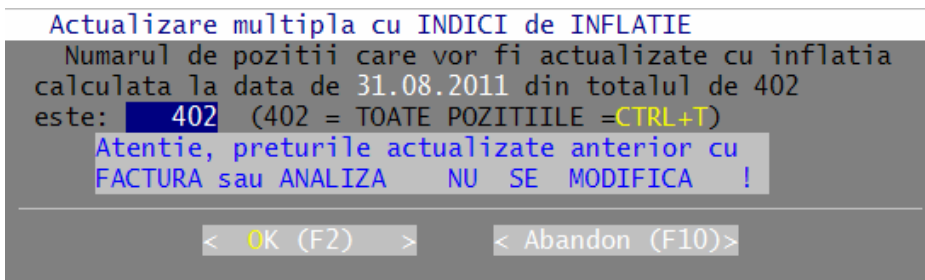 Actualizare multipla cu INDICI de INFLATIE
Numarul de pozitii care vor fi actualizate cu inflatia
calculata la data de 31.08.2011 din totalul de 402
este: 402 (402 = TOATE POZITIILE =CTRL+T)
Atentie, preturile actualizate anterior cu
FACTURA sau ANALIZA NU SE MODIFICA !
< OK (F2) > < Abandon (F10)>